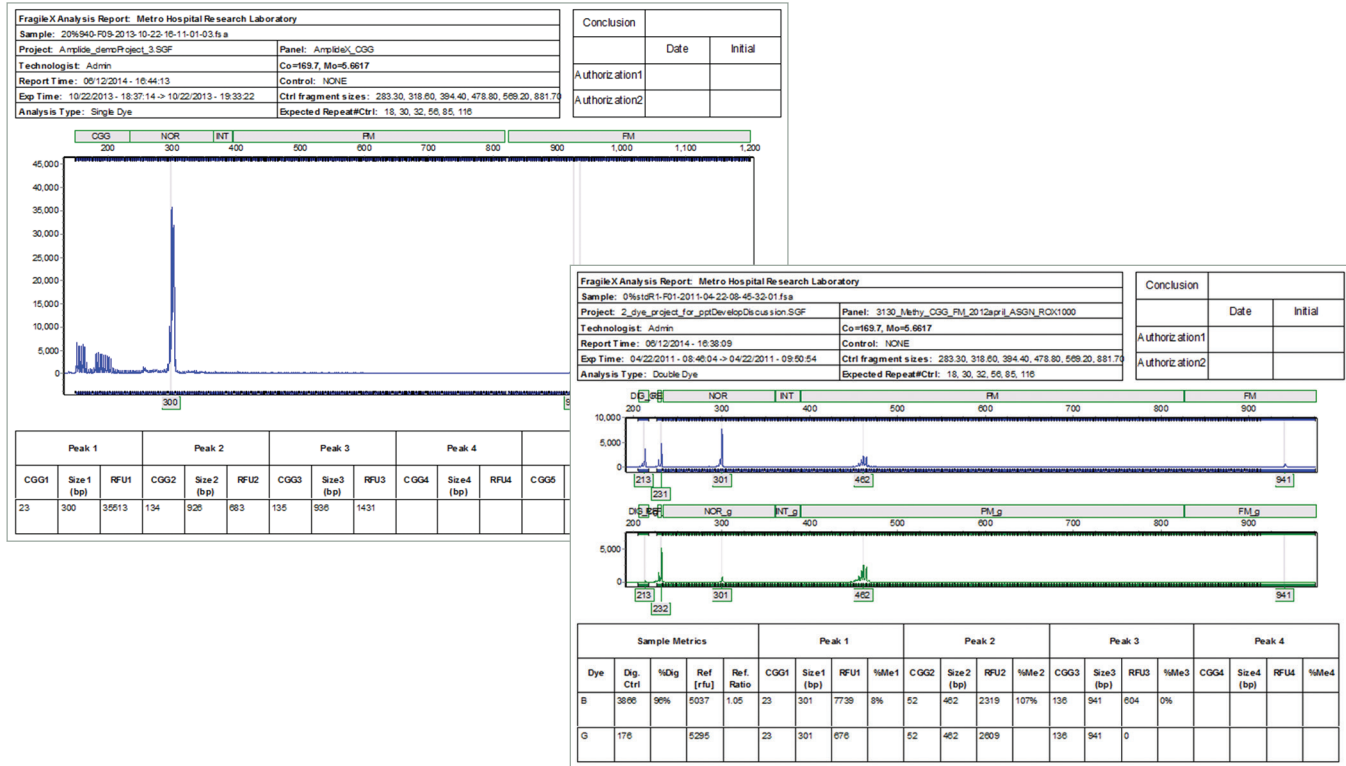 FragileX Analysis Report: Metro Hospital Research Laboratory
Sample: 20%940-F09-2013-10-22-16-11-01-03.fsa
Project: Amplide_demoProject_3.SGF Panel: AmplideX_CGG
Technologist: Admin Co=169.7, Mo=5.6617
Report Time: 06/12/2014 - 16:44:13 Control: NONE
Exp Time: 10/22/2013 - 18:37:14 -> 10/22/2013 - 19:33:22 Ctrl fragment sizes: 283.30, 318.60, 394.40, 478.80, 569.20, 881.70
Analysis Type: Single Dye Expected Repeat#Ctrl: 18, 30, 32, 56, 85, 116
Conclusion
Date Initial
Authorization1
Authorization2
CGG NOR INT PM FM
200 300 400 500 600 700 800 900 1,000 1,100 1,200
45,000
40,000
35,000
30,000
25,000
20,000
15,000
10,000
5,000
0
300 9
Peak 1 Peak 2 Peak 3 Peak 4
CGG1 Size1 (bp) RFU1 CGG2 Size2 (bp) RFU2 CGG3 Size3 (bp) RFU3 CGG4 Size4 (bp) RFU4 CGG5
23 300 35513 134 926 683 135 936 1431
FragileX Analysis Report: Metro Hospital Research Laboratory
Sample: 0%stdR1-F01-2011-04-22-08-45-32-01.fsa
Project: 2_dye_project_for_pptDevelopDiscussion.SGF Panel: 3130_Methy_CGG_FM_2012april_ASGN_ROX1000
Technologist: Admin Co=169.7, Mo=5.6617
Report Time: 06/12/2014 - 16:38:09 Control: NONE
Exp Time: 04/22/2011 - 08:46:04 -> 04/22/2011 - 09:50:54 Ctrl fragment sizes: 283.30, 318.60, 394.40, 478.80, 569.20, 881.70
Analysis Type: Double Dye Expected Repeat#Ctrl: 18, 30, 32, 56, 85, 116
Conclusion
Date Initial
Authorization1
Authorization2
NOR INT PM FM
200 300 400 500 600 700 800 900
10,000
5,000
0
213 301 462 941
231
NOR_g INT_g PM_g FM_g
200 300 400 500 600 700 800 900
5,000
0
213 301 462 941
232
Sample Metrics Peak 1 Peak 2 Peak 3 Peak 4
Dye Dig. Ctrl %Dig Ref [rfu] Ref. Ratio CGG1 Size1 (bp) RFU1 %Me1 CGG2 Size2 (bp) RFU2 %Me2 CGG3 Size3 (bp) RFU3 %Me3 CGG4 Size4 (bp) RFU4 %Me4
B 3866 96% 5037 1.05 23 301 7739 8% 52 462 2319 107% 136 941 604 0%
G 176 5295 23 301 676 52 462 2609 136 941 0